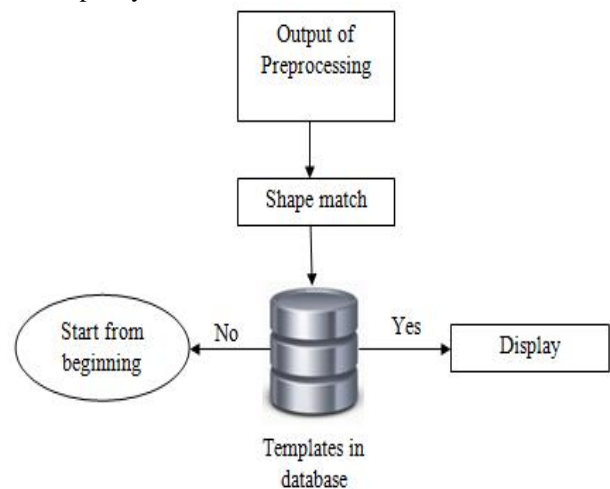 Output of
Preprocessing
Shape match
Start from
beginning
No
Yes
Display
Templates in
database